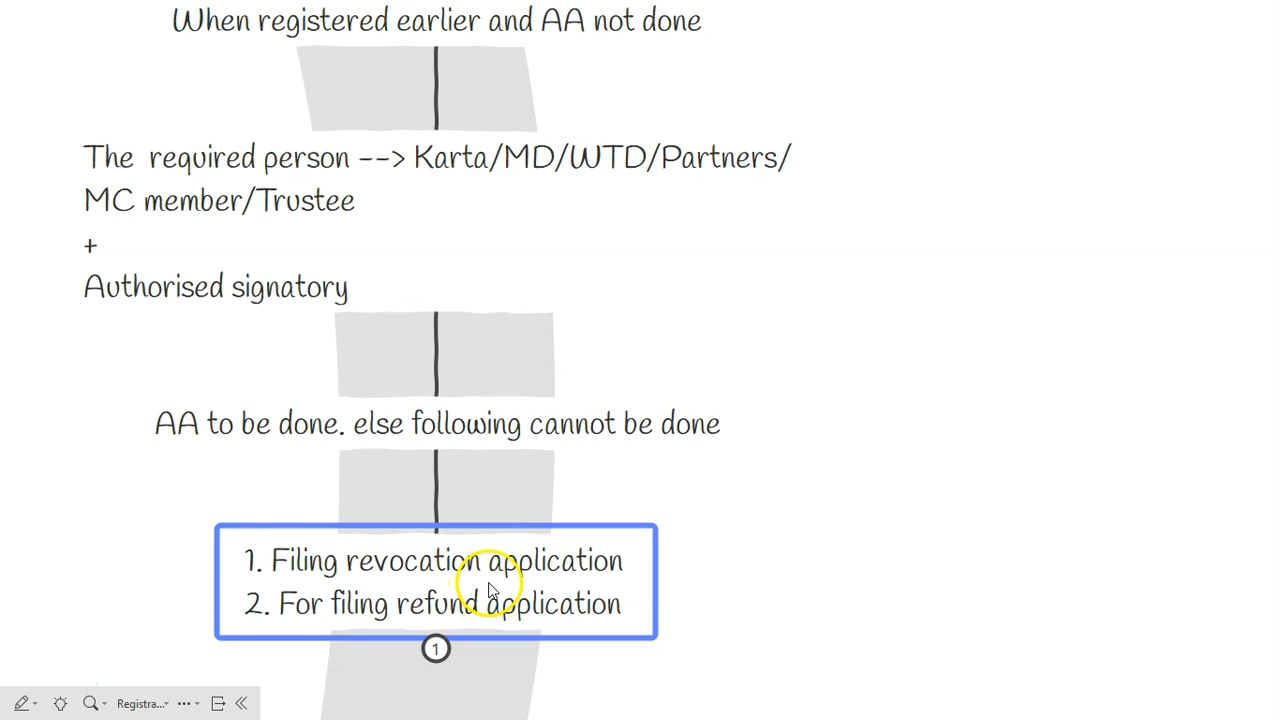 When registered earlier and AA not done
The required person --> Karta/MD/WTD/Partners/
MC member/Trustee
+
Authorised signatory
AA to be done. else following cannot be done
1. Filing revocation application
2. For filing refund application
1
Registra...